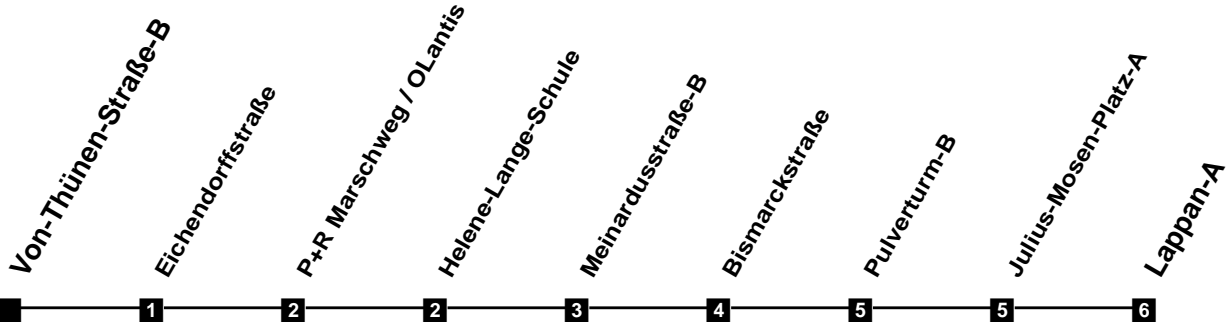 Von-Thünen-Straße-B
Eichendorffstraße
P+R Marschweg / OLantis
Helene-Lange-Schule
Meinardusstraße-B
Bismarckstraße
Pulverturm-B
Julius-Mosen-Platz-A
Lappan-A
1 2 2 3 4 5 5 6